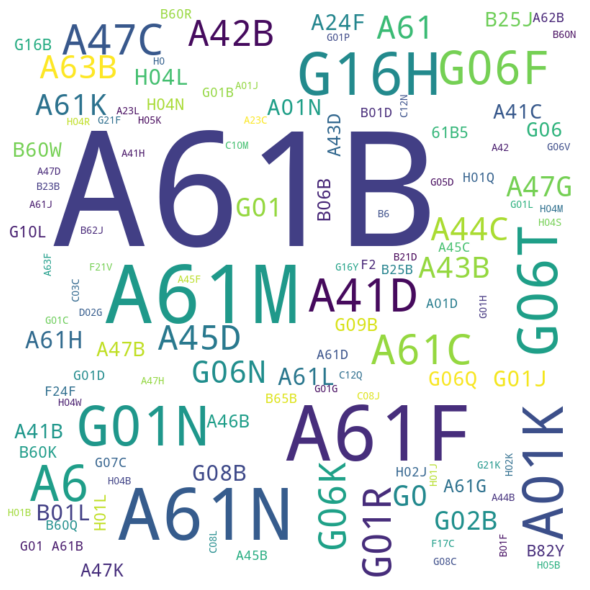 B60R
A24F
A61
B25J
A62B
G16B
A47C
A42B
G01P
B60N
A63B
H0
H04L
G16H
G06F
A61K
H04N
G01B
A01J
A01N
B01D
C12N
A41C
A23L
H04R
G21F
H05K
A23C
A43D
61B5
G06
B60W
A41H
A61B
C10M
A42
G06V
A47D
B23B
G01
B06B
G05D
H01Q
A47G
A61J
B6
G01L
H04M
G10L
B62J
A44C
H04S
A63F
F21V
A45C
G06T
C03C
A61M
A45F
G16Y
F2
B21D
B25B
A43B
D02G
A41D
A01D
G01H
G01C
G09B
A61H
A47B
A45D
A61D
A61C
G01D
A47H
G06N
A61L
C12Q
G06Q
G01J
F24F
H04W
B65B
G01G
C08J
A41B
G01N
A46B
A61F
A01K
B60K
G07C
G08B
G06K
H02J
H01J
G21K
H02K
A6
H04B
G01R
G0
A61G
A44B
H01B
B01L
H01L
A61N
G02B
B60Q
C08L
G01
A61B
A45B
F17C
B01F
B82Y
A47K
G08C
H05B